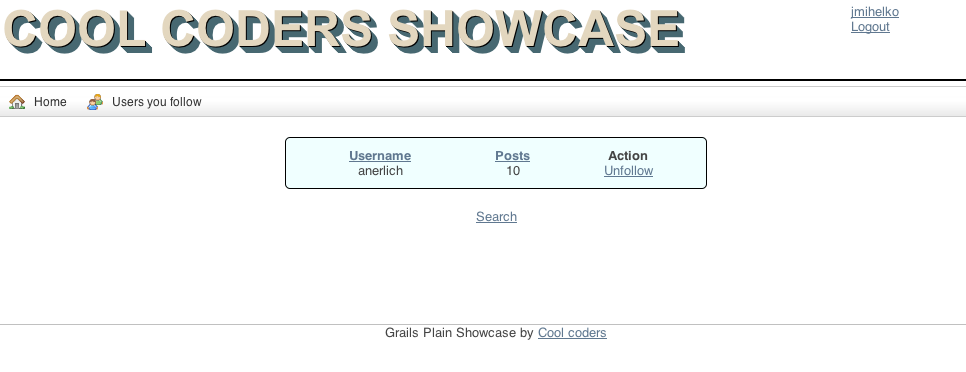 COOL CODERS SHOWCASE
jmihelko
Logout
Home Users you follow
Username Posts Action
anerlich 10 Unfollow
Search
Grails Plain Showcase by Cool coders